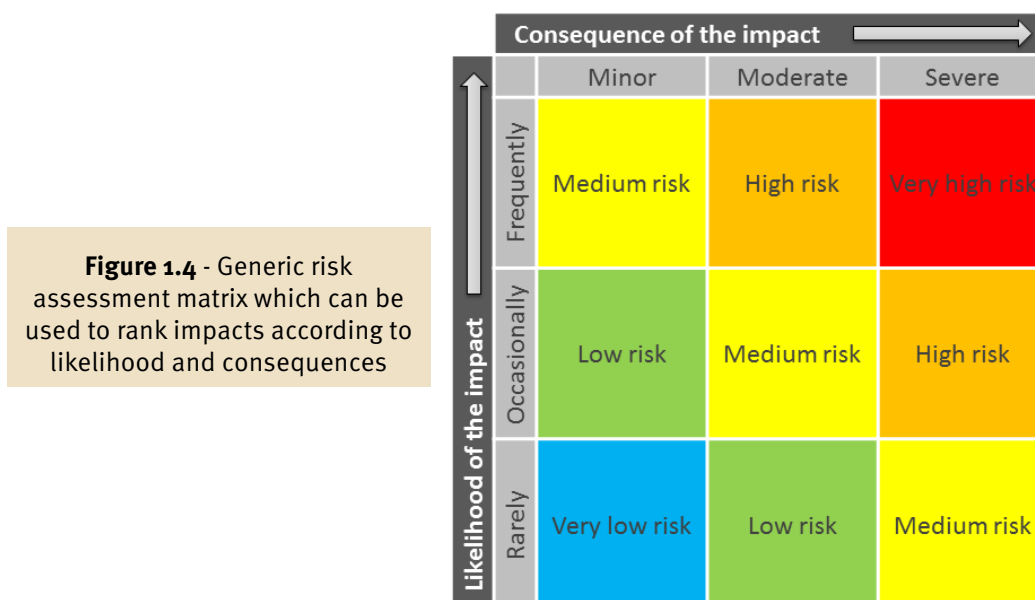 Consequence of the impact
Minor Moderate Severe
Likelihood of the impact
Frequently
Medium risk High risk Very high risk
Occasionally
Low risk Medium risk High risk
Rarely
Very low risk Low risk Medium risk
Figure 1.4 - Generic risk
assessment matrix which can be
used to rank impacts according to
likelihood and consequences